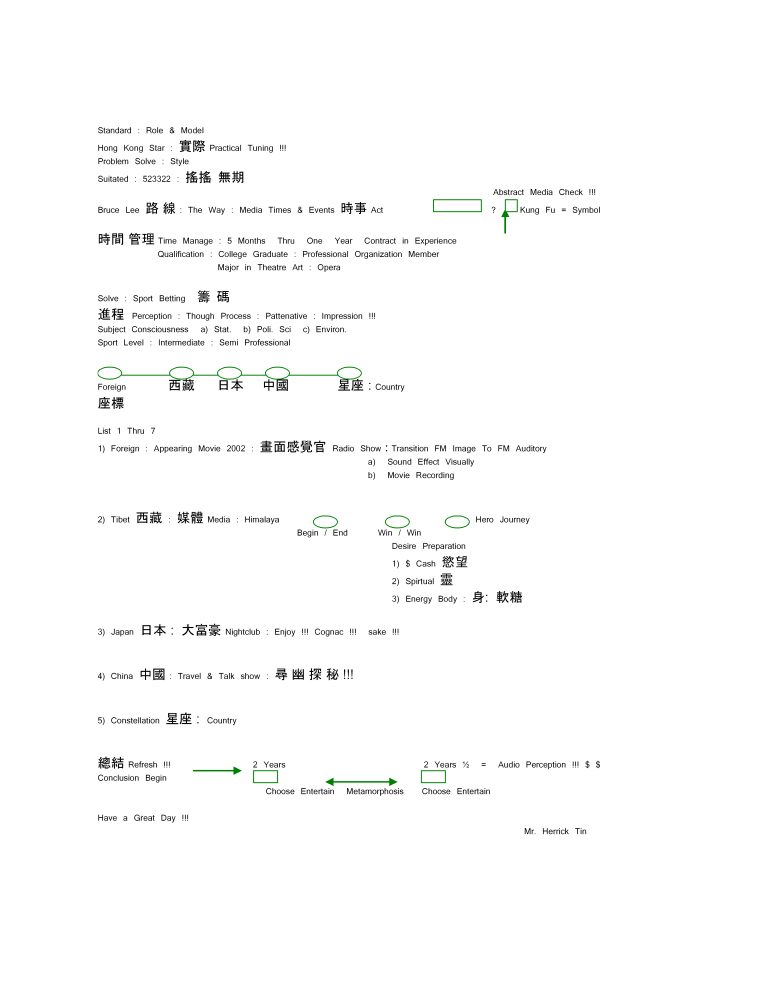 Standard : Role & Model
Hong Kong Star : 實際 Practical Tuning !!!
Problem Solve : Style
Suitated : 523322 : 搖搖 無期
Abstract Media Check !!!
Bruce Lee 路 線 : The Way : Media Times & Events 時事 Act ? Kung Fu = Symbol
時間 管理 Time Manage : 5 Months Thru One Year Contract in Experience
Qualification : College Graduate : Professional Organization Member
Major in Theatre Art : Opera
Solve : Sport Betting 籌 碼
進程 Perception : Though Process : Pattenative : Impression !!!
Subject Consciousness a) Stat. b) Poli. Sci c) Environ.
Sport Level : Intermediate : Semi Professional
Foreign 西藏 日本 中國 星座 : Country
座標
List 1 Thru 7
1) Foreign : Appearing Movie 2002 : 畫面感覺官 Radio Show : Transition FM Image To FM Auditory
a) Sound Effect Visually
b) Movie Recording
2) Tibet 西藏 : 媒體 Media : Himalaya Hero Journey
Begin / End Win / Win
Desire Preparation
1) $ Cash 慾望
2) Spirtual 靈
3) Energy Body : 身: 軟糖
3) Japan 日本 : 大富豪 Nightclub : Enjoy !!! Cognac !!! sake !!!
4) China 中國 : Travel & Talk show : 尋 幽 探 秘 !!!
5) Constellation 星座 : Country
總結 Refresh !!! 2 Years 2 Years ½ = Audio Perception !!! $ $
Conclusion Begin
Choose Entertain Metamorphosis Choose Entertain
Have a Great Day !!!
Mr. Herrick Tin